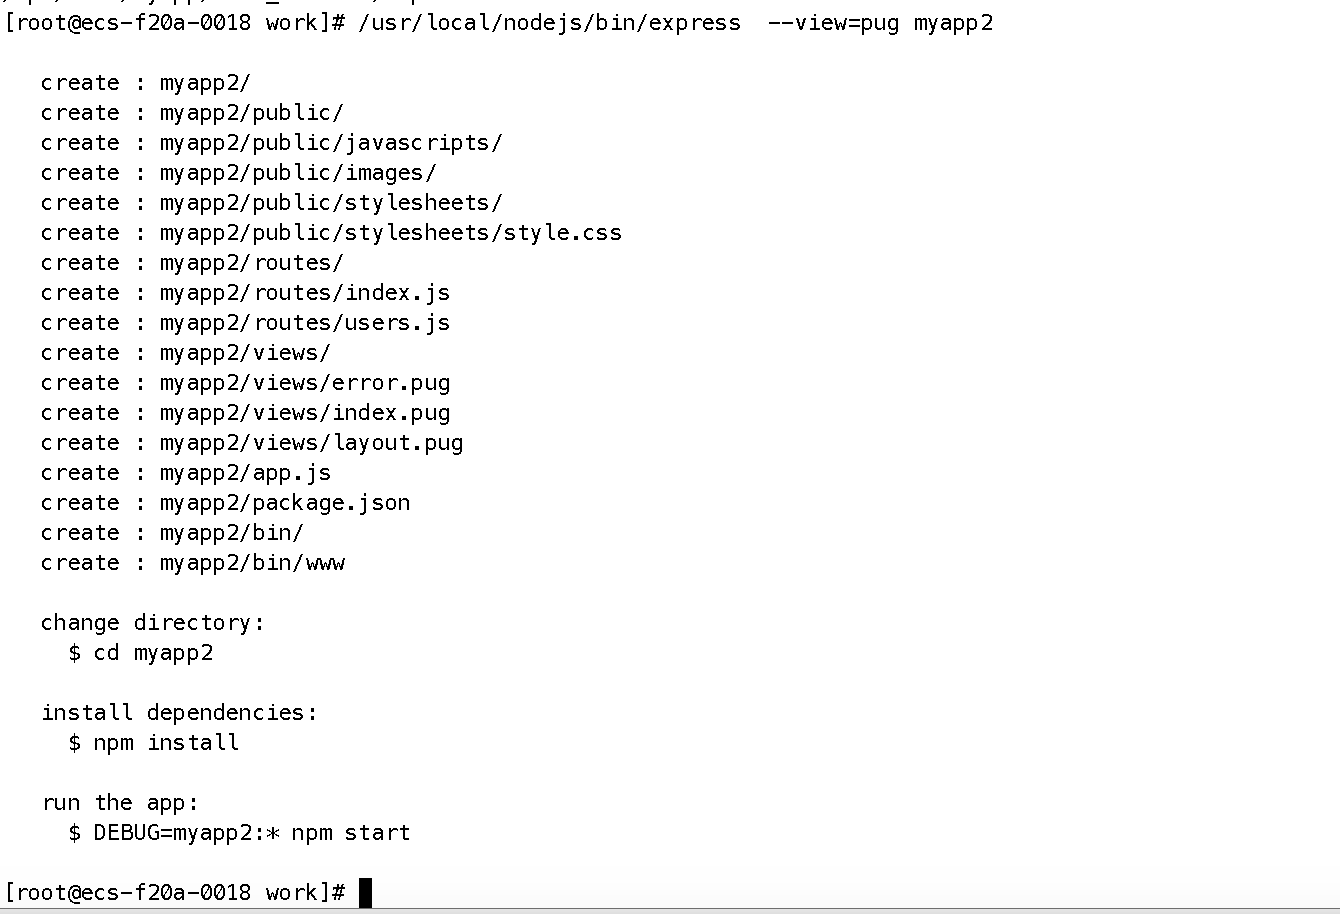 [root@ecs-f20a-0018 work]# /usr/local/nodejs/bin/express  --view=pug myapp2
create : myapp2/
create : myapp2/public/
create : myapp2/public/javascripts/
create : myapp2/public/images/
create : myapp2/public/stylesheets/
create : myapp2/public/stylesheets/style.css
create : myapp2/routes/
create : myapp2/routes/index.js
create : myapp2/routes/users.js
create : myapp2/views/
create : myapp2/views/error.pug
create : myapp2/views/index.pug
create : myapp2/views/layout.pug
create : myapp2/app.js
create : myapp2/package.json
create : myapp2/bin/
create : myapp2/bin/www
change directory:
$ cd myapp2
install dependencies:
$ npm install
run the app:
$ DEBUG=myapp2:* npm start
[root@ecs-f20a-0018 work]#